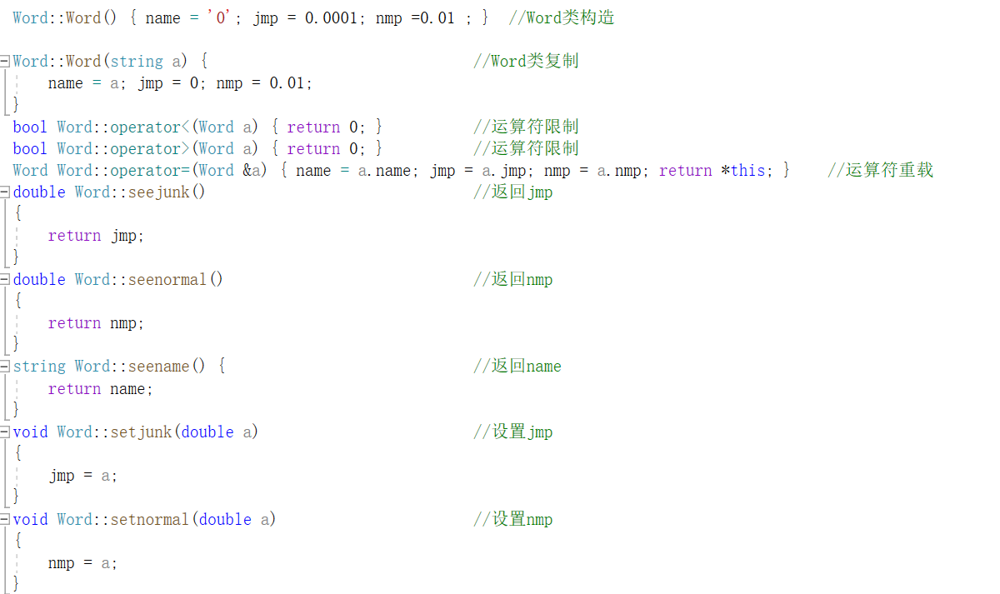 Word::Word() { name = '0'; jmp = 0.0001; nmp =0.01 ; }  //Word类构造
Word::Word(string a) {                              //Word类复制
    name = a; jmp = 0; nmp = 0.01;
}
bool Word::operator<(Word a) { return 0; }          //运算符限制
bool Word::operator>(Word a) { return 0; }          //运算符限制
Word Word::operator=(Word &a) { name = a.name; jmp = a.jmp; nmp = a.nmp; return *this; }    //运算符重载
double Word::seejunk()                              //返回jmp
{
    return jmp;
}
double Word::seenormal()                            //返回nmp
{
    return nmp;
}
string Word::seename() {                            //返回name
    return name;
}
void Word::setjunk(double a)                        //设置jmp
{
    jmp = a;
}
void Word::setnormal(double a)                      //设置nmp
{
    nmp = a;
}